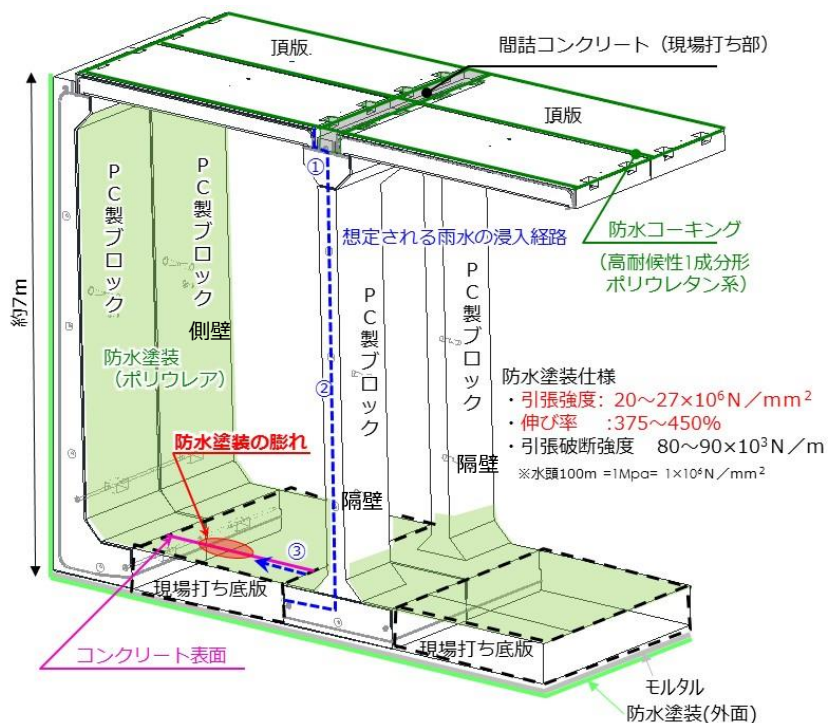 頂版
間詰コンクリート（現場打ち部）
頂版
①
想定される雨水の浸入経路
防水コーキング
（高耐候性1成分形
ポリウレタン系）
約7m
PC製ブロック
PC製ブロック
側壁
防水塗装
（ポリウレア）
②
PC製ブロック
PC製ブロック
防水塗装仕様
・引張強度: 20～27×10⁶N／mm²
・伸び率　:375～450%
・引張破断強度　80～90×10³N／m
※水頭100m =1Mpa= 1×10⁶N／mm²
防水塗装の膨れ
隔壁
隔壁
③
現場打ち底版
コンクリート表面
現場打ち底版
モルタル
防水塗装(外面)